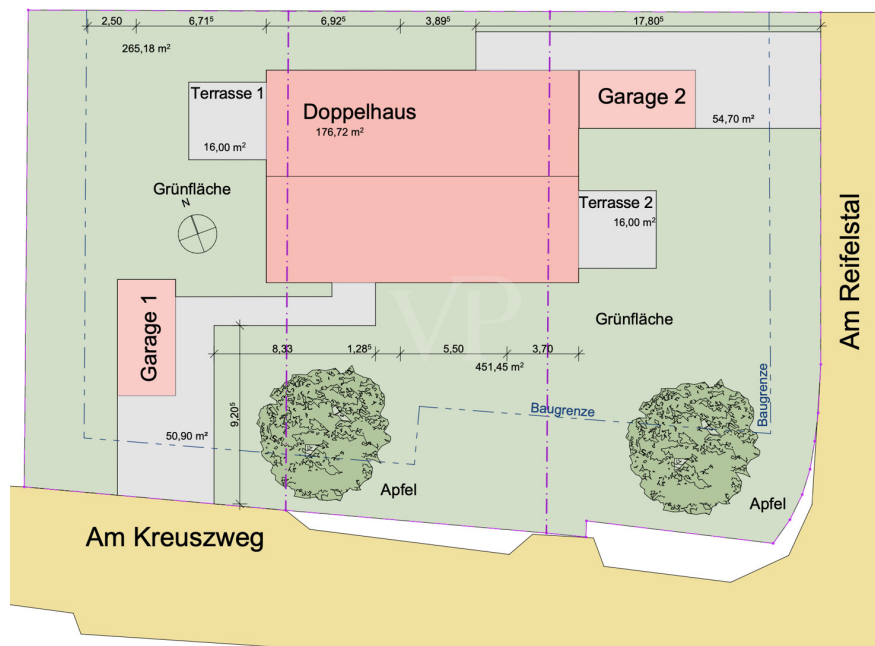 2,50 6,71⁵ 6,92⁵ 3,89⁵ 17,80⁵
265,18 m²
Terrasse 1
16,00 m²
Doppelhaus
176,72 m²
Garage 2
54,70 m²
Grünfläche
N
Terrasse 2
16,00 m²
Garage 1
VP
Grünfläche
Am Reifelstal
8,33 1,28⁵ 5,50 3,70
451,45 m²
9,20⁵
Baugrenze
Baugrenze
50,90 m²
Apfel
Apfel
Am Kreuszweg